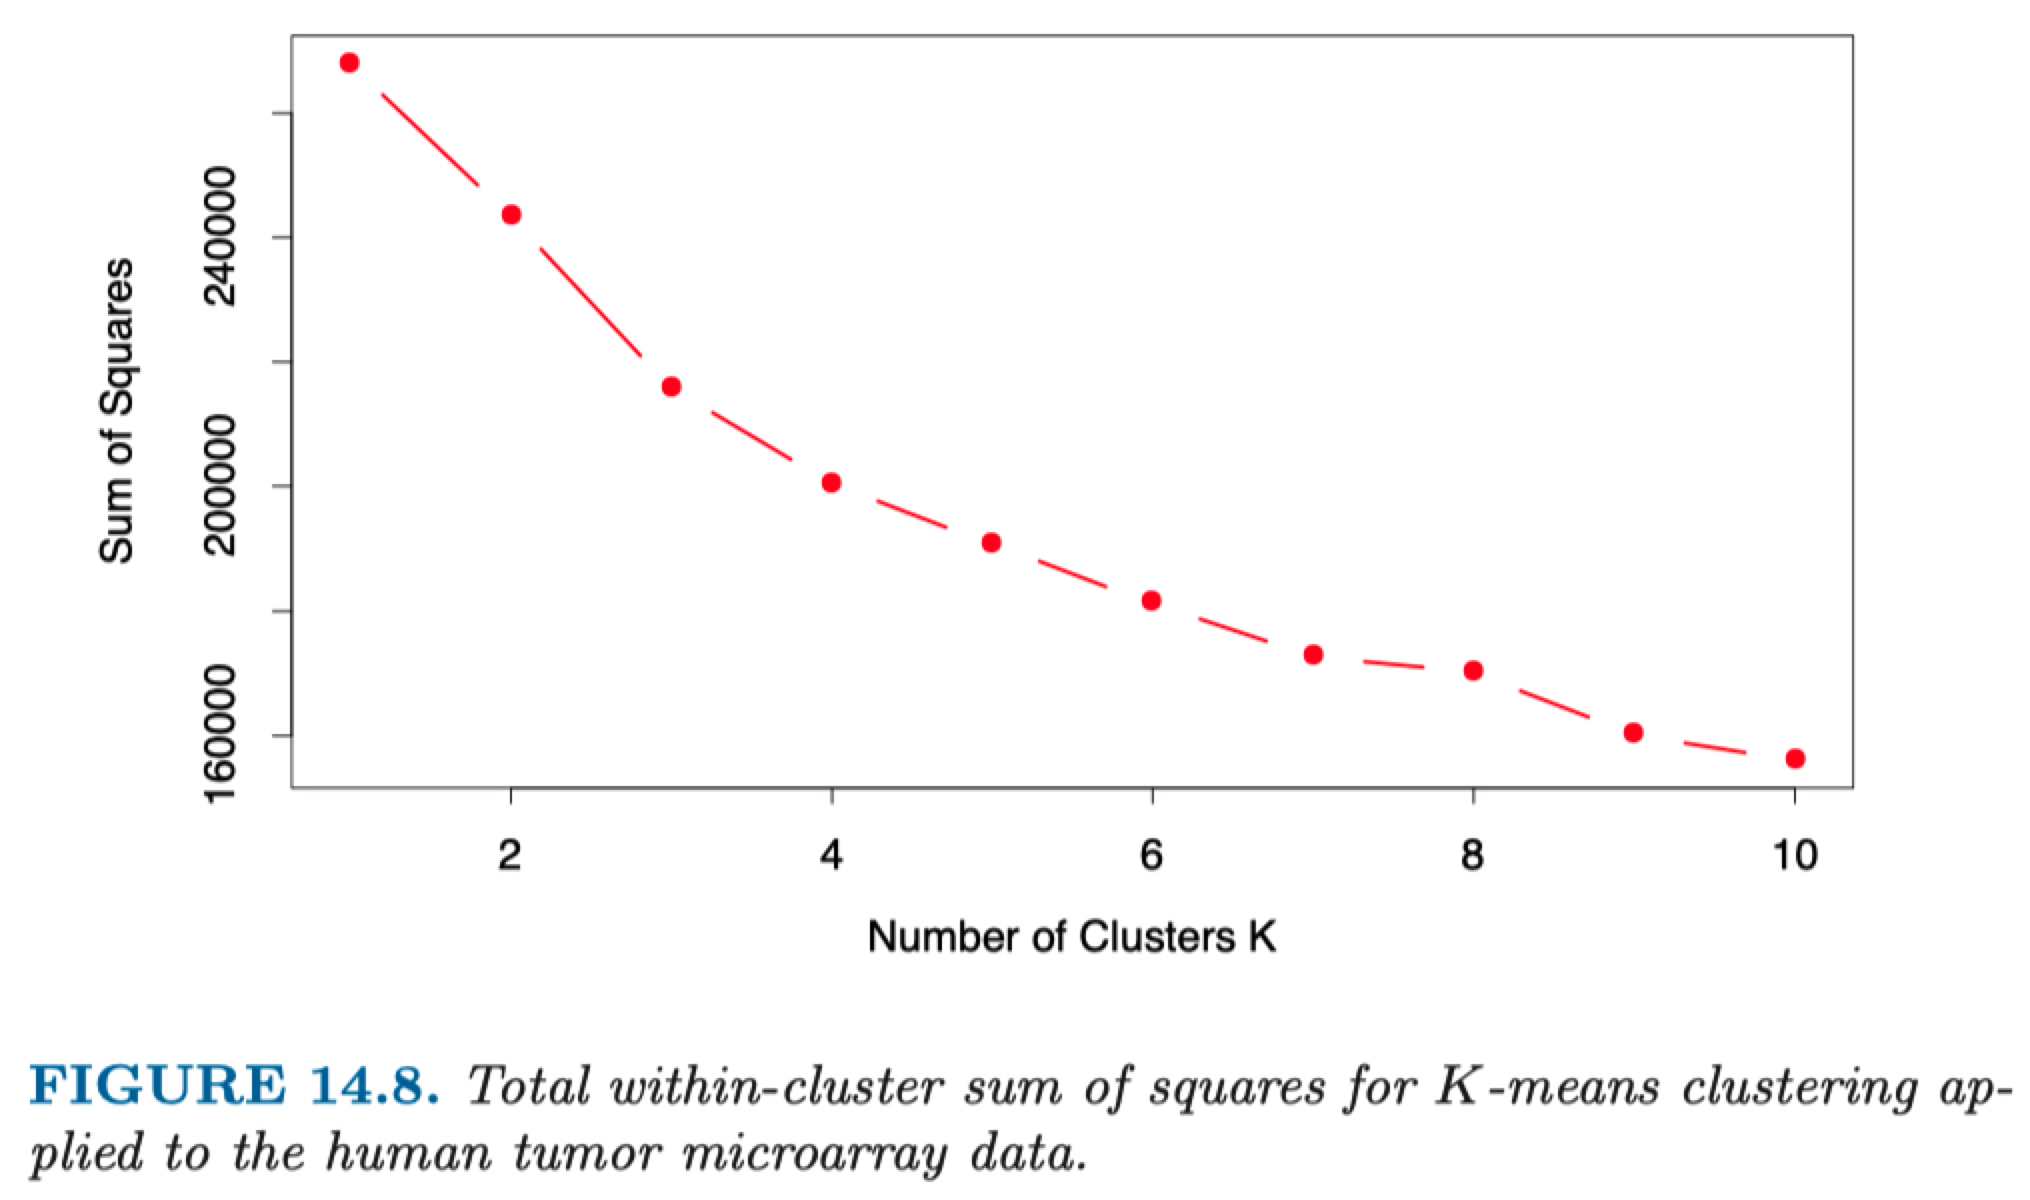 Sum of Squares
240000
200000
160000
2 4 6 8 10
Number of Clusters K
FIGURE 14.8. Total within-cluster sum of squares for K-means clustering ap-
plied to the human tumor microarray data.